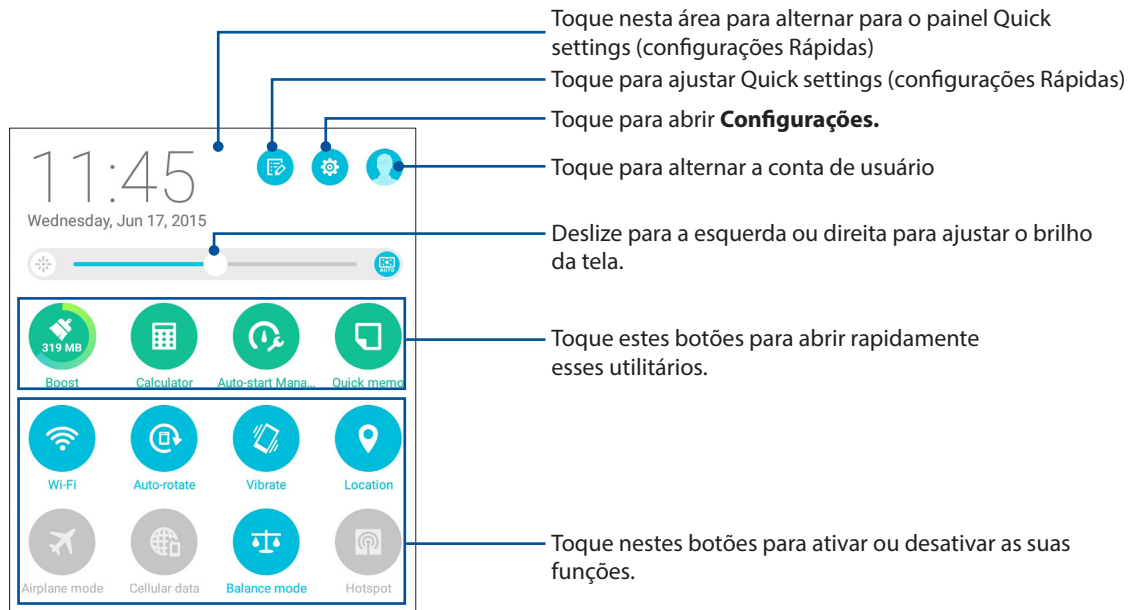 Toque nesta área para alternar para o painel Quick
settings (configurações Rápidas)
Toque para ajustar Quick settings (configurações Rápidas)
Toque para abrir Configurações.
Toque para alternar a conta de usuário
11:45
Wednesday, Jun 17, 2015
Deslize para a esquerda ou direita para ajustar o brilho
da tela.
AUTO
319 MB
Boost Calculator Auto-start Mana... Quick memo
Toque estes botões para abrir rapidamente
esses utilitários.
Wi-Fi Auto-rotate Vibrate Location
Airplane mode Cellular data Balance mode Hotspot
Toque nestes botões para ativar ou desativar as suas
funções.